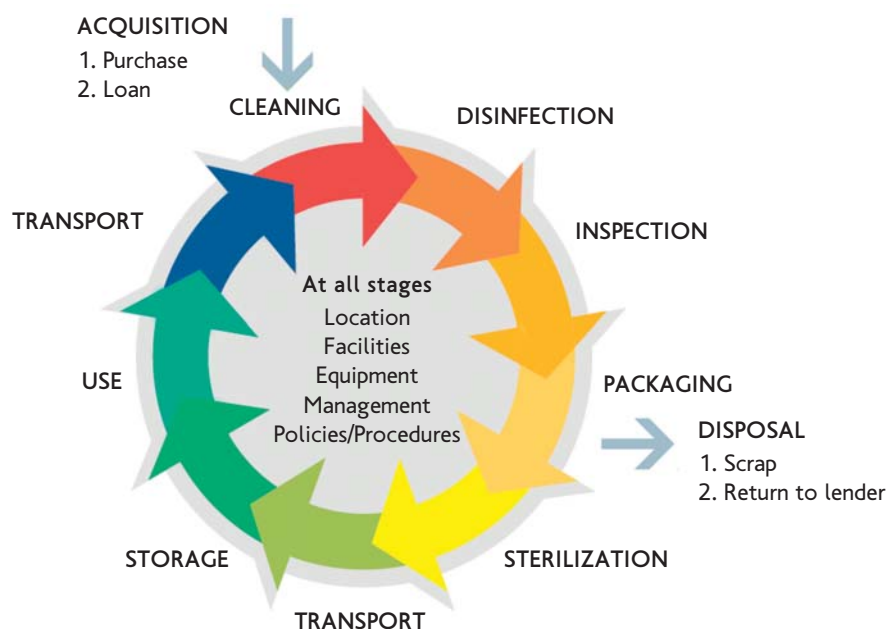 ACQUISITION
1. Purchase
2. Loan
CLEANING
DISINFECTION
INSPECTION
PACKAGING
DISPOSAL
1. Scrap
2. Return to lender
STERILIZATION
TRANSPORT
STORAGE
USE
TRANSPORT
At all stages
Location
Facilities
Equipment
Management
Policies/Procedures